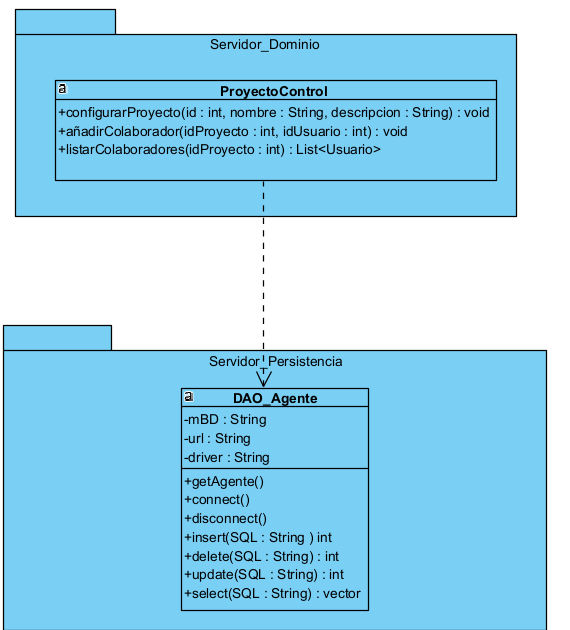 Servidor_Dominio
a
ProyectoControl
+configurarProyecto(id : int, nombre : String, descripcion : String) : void
+añadirColaborador(idProyecto : int, idUsuario : int) : void
+listarColaboradores(idProyecto : int) : List<Usuario>
Servidor_Persistencia
a
DAO_Agente
-mBD : String
-url : String
-driver : String
+getAgente()
+connect()
+disconnect()
+insert(SQL : String ) int
+delete(SQL : String) : int
+update(SQL : String) : int
+select(SQL : String) : vector